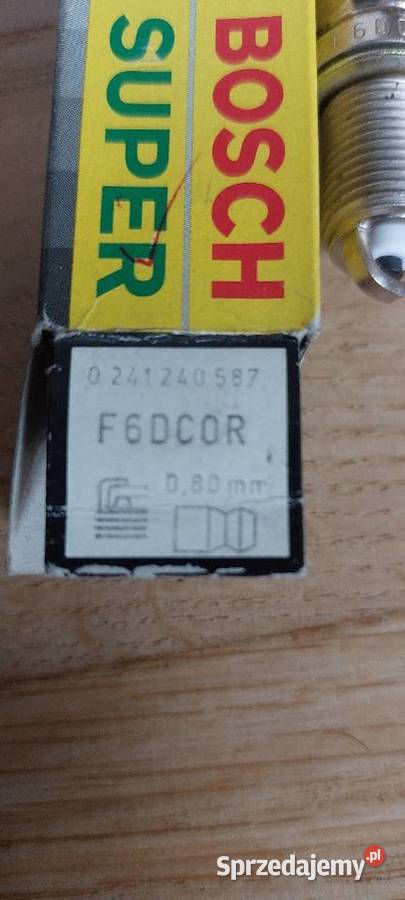 BOSCH
SUPER
0 241 240 587
F6DC0R
0,80 mm
Sprzedajemy.pl